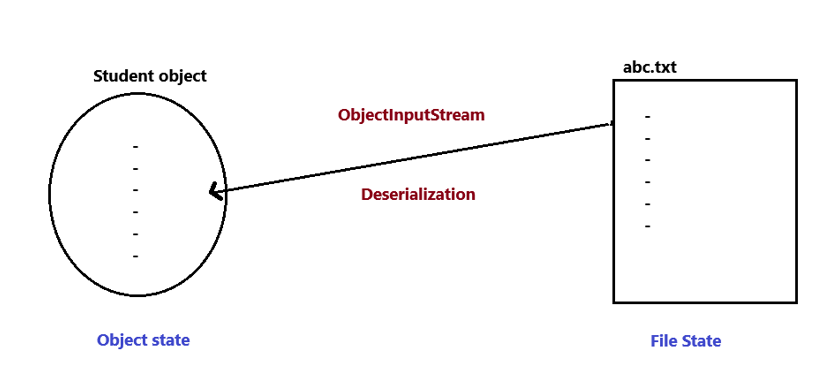 Student object
abc.txt
ObjectInputStream
-
-
-
-
-
-
-
-
-
-
-
-
Deserialization
Object state
File State